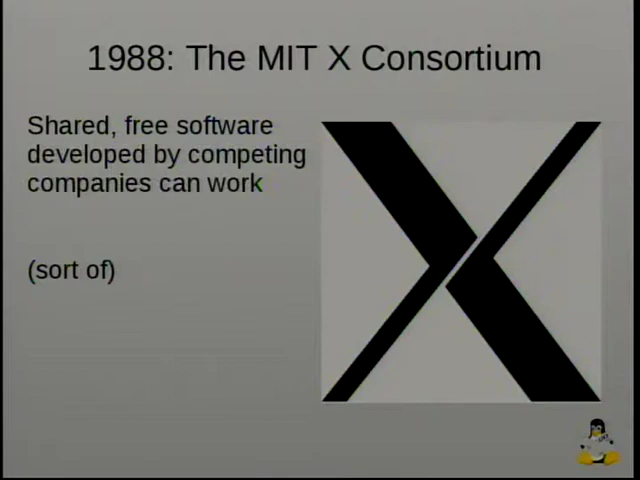 1988: The MIT X Consortium
Shared, free software
developed by competing
companies can work
(sort of)